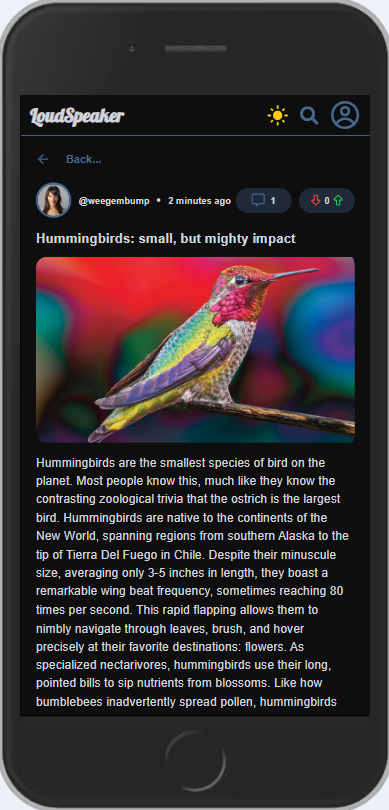 LoudSpeaker
Back...
@weegembump • 2 minutes ago 1 0
Hummingbirds: small, but mighty impact
Hummingbirds are the smallest species of bird on the
planet. Most people know this, much like they know the
contrasting zoological trivia that the ostrich is the largest
bird. Hummingbirds are native to the continents of the
New World, spanning regions from southern Alaska to the
tip of Tierra Del Fuego in Chile. Despite their minuscule
size, averaging only 3-5 inches in length, they boast a
remarkable wing beat frequency, sometimes reaching 80
times per second. This rapid flapping allows them to
nimbly navigate through leaves, brush, and hover
precisely at their favorite destinations: flowers. As
specialized nectarivores, hummingbirds use their long,
pointed bills to sip nutrients from blossoms. Like how
bumblebees inadvertently spread pollen, hummingbirds